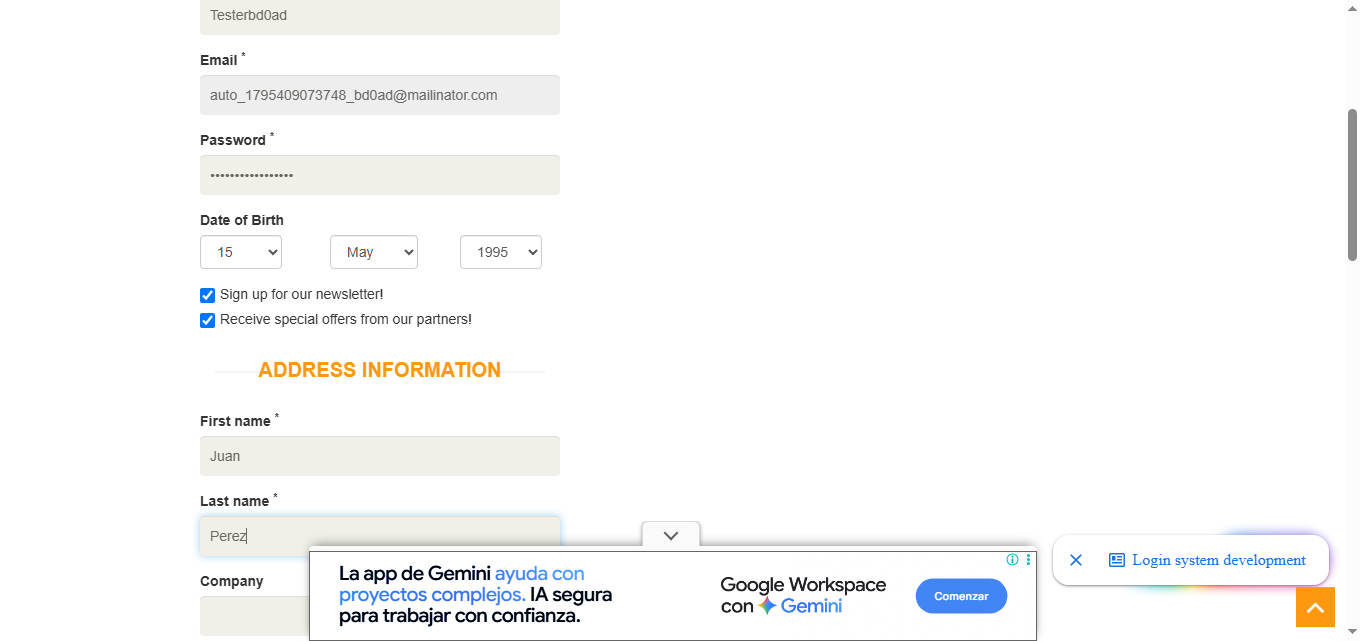 Testerbd0ad
Email *
auto_1795409073748_bd0ad@mailinator.com
Password *
•••••••••••••••••
Date of Birth
15 May 1995
Sign up for our newsletter!
Receive special offers from our partners!
ADDRESS INFORMATION
First name *
Juan
Last name *
Perez
Company
La app de Gemini ayuda con
proyectos complejos. IA segura
para trabajar con confianza.
Google Workspace
con Gemini
Comenzar
Login system development